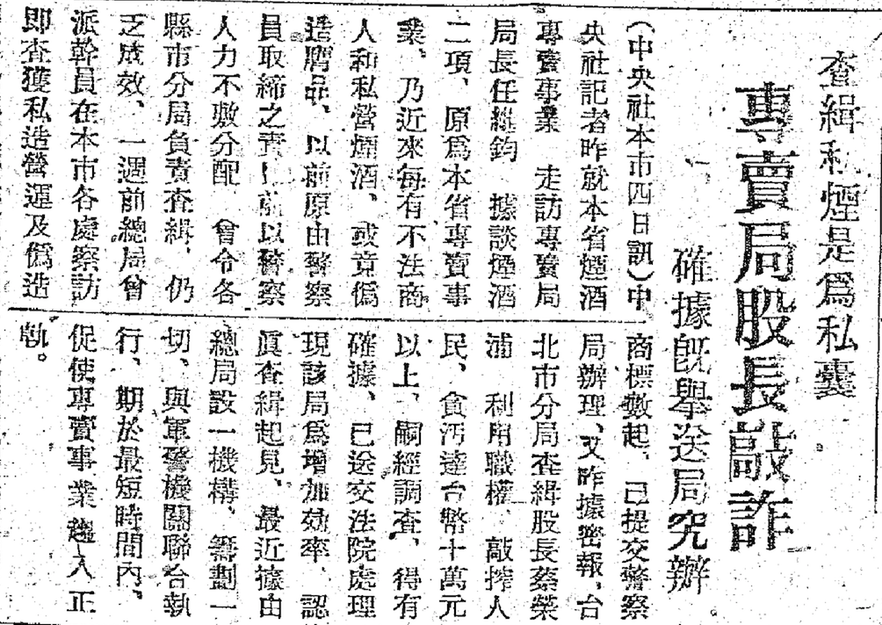 查緝私煙是爲私囊
專賣局股長敲詐
確據旣舉送局究辦
(中央社本市四日訊)中
央社記者昨就本省煙酒
專賣事業 走訪專賣局
局長任維鈞 據談煙酒
二項、原爲本省專賣事
業、乃近來每有不法商
人和私營煙酒、或竟僞
造贋品、以前原由警察
員取締之責 前以警察
人力不敷分配 曾令各
縣市分局負責查緝、仍
乏成效、一週前總局曾
派幹員在本市各處察訪
即查獲私造營運及僞造
商標數起、已提交警察
局辦理、又昨據密報、台
北市分局查緝股長蔡榮
浦 利用職權、敲搾人
民、貪汚達台幣十萬元
以上、嗣經調查、得有
確據、已送交法院處理
現該局爲增加効率、認
眞查緝起見、最近擬由
總局設一機構、籌劃一
切、與軍警機關聯合執
行、期於最短時間內、
促使專賣事業趨入正
軌。